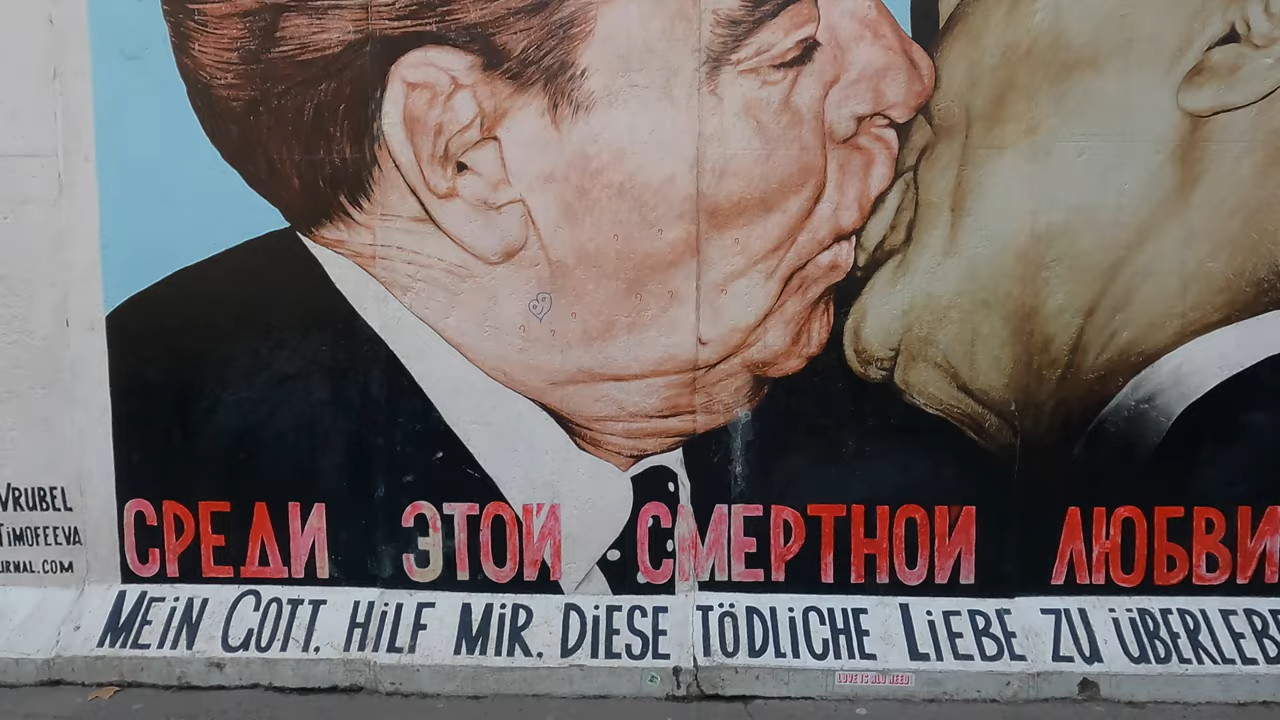 VRUBEL
TIMOFEEVA
URNAL.COM
СРЕДИ ЭТОЙ СМЕРТНОЙ ЛЮБВИ
MEIN GOTT, HILF MIR, DIESE TÖDLICHE LIEBE ZU ÜBERLEBE
LOVE IS ALL U NEED